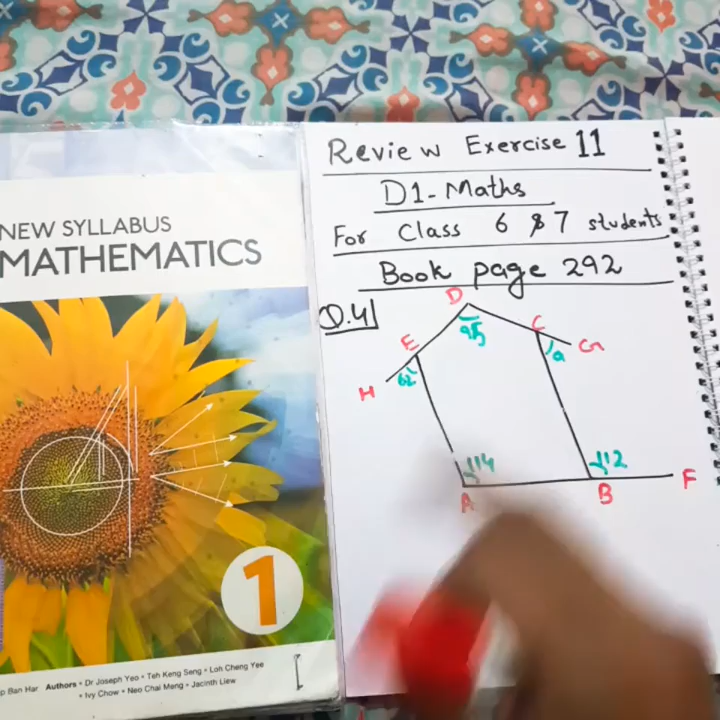 NEW SYLLABUS
MATHEMATICS
1
Ban Har Authors • Dr Joseph Yeo • Teh Keng Seng • Loh Cheng Yee
• Ivy Chow • Neo Chai Meng • Jacinth Liew
Review Exercise 11
D1-Maths
For Class 6 & 7 students
Book page 292
Q.4
D
95
C
G
a
E
62
H
114
A
112
B
F